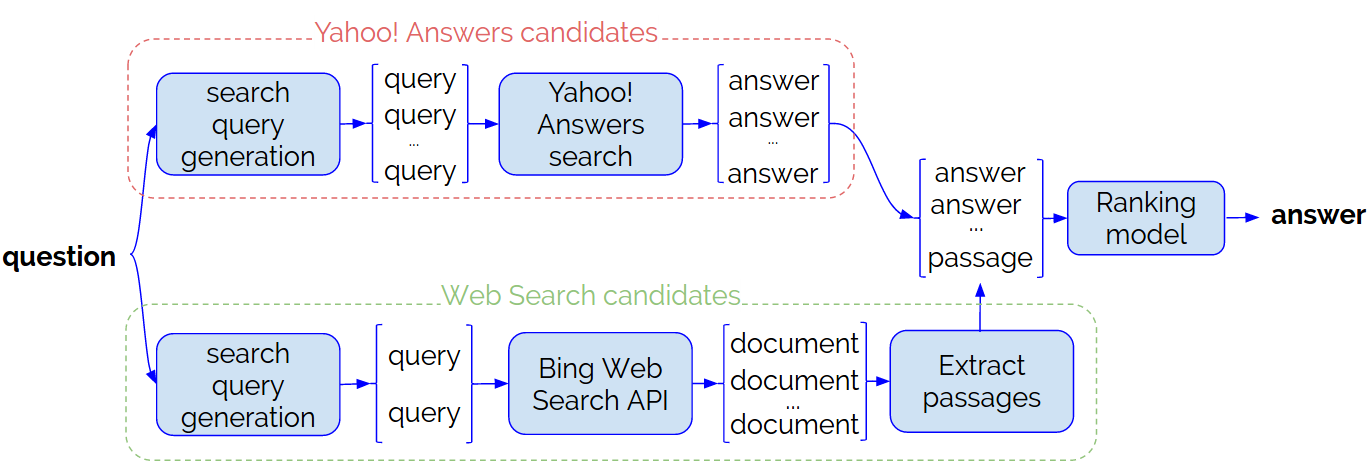 Yahoo! Answers candidates
search
query
generation
query
query
...
query
Yahoo!
Answers
search
answer
answer
...
answer
question
answer
answer
...
passage
Ranking
model
answer
Web Search candidates
search
query
generation
query
query
Bing Web
Search API
document
document
...
document
Extract
passages